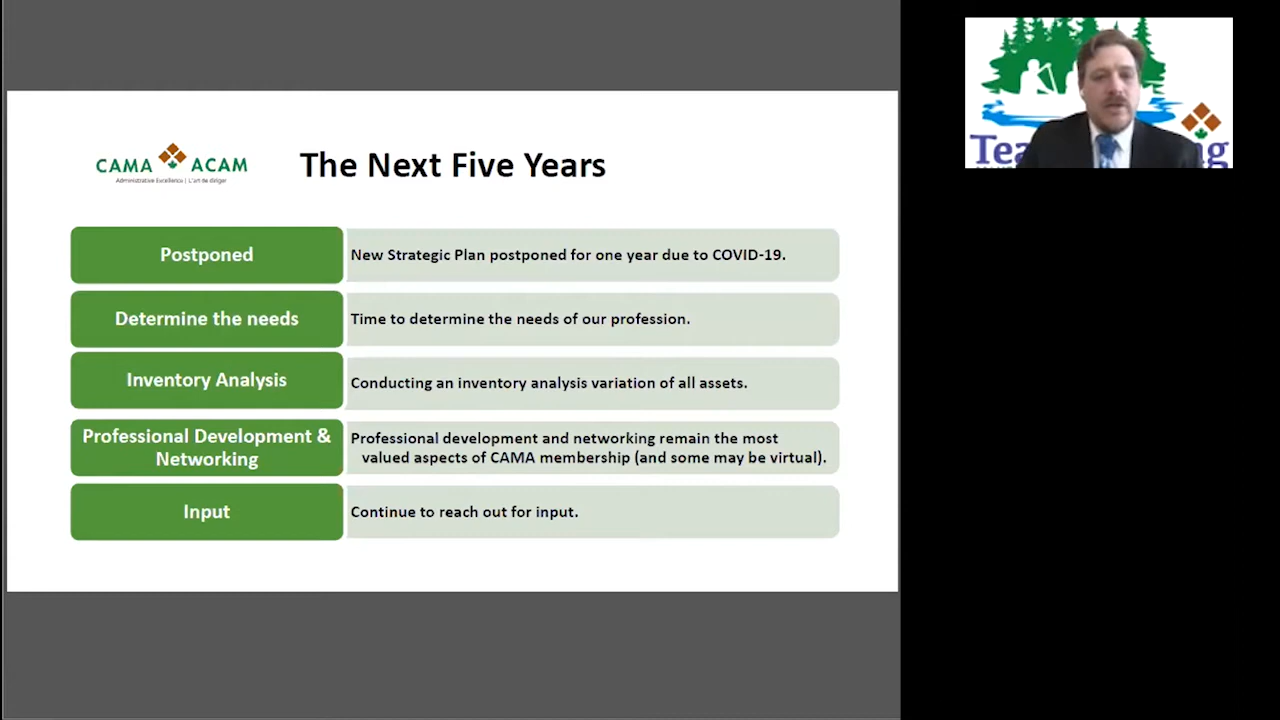 CAMA ACAM
Administrative Excellence | L'art de diriger
The Next Five Years
Postponed
New Strategic Plan postponed for one year due to COVID-19.
Determine the needs
Time to determine the needs of our profession.
Inventory Analysis
Conducting an inventory analysis variation of all assets.
Professional Development &
Networking
Professional development and networking remain the most
valued aspects of CAMA membership (and some may be virtual).
Input
Continue to reach out for input.